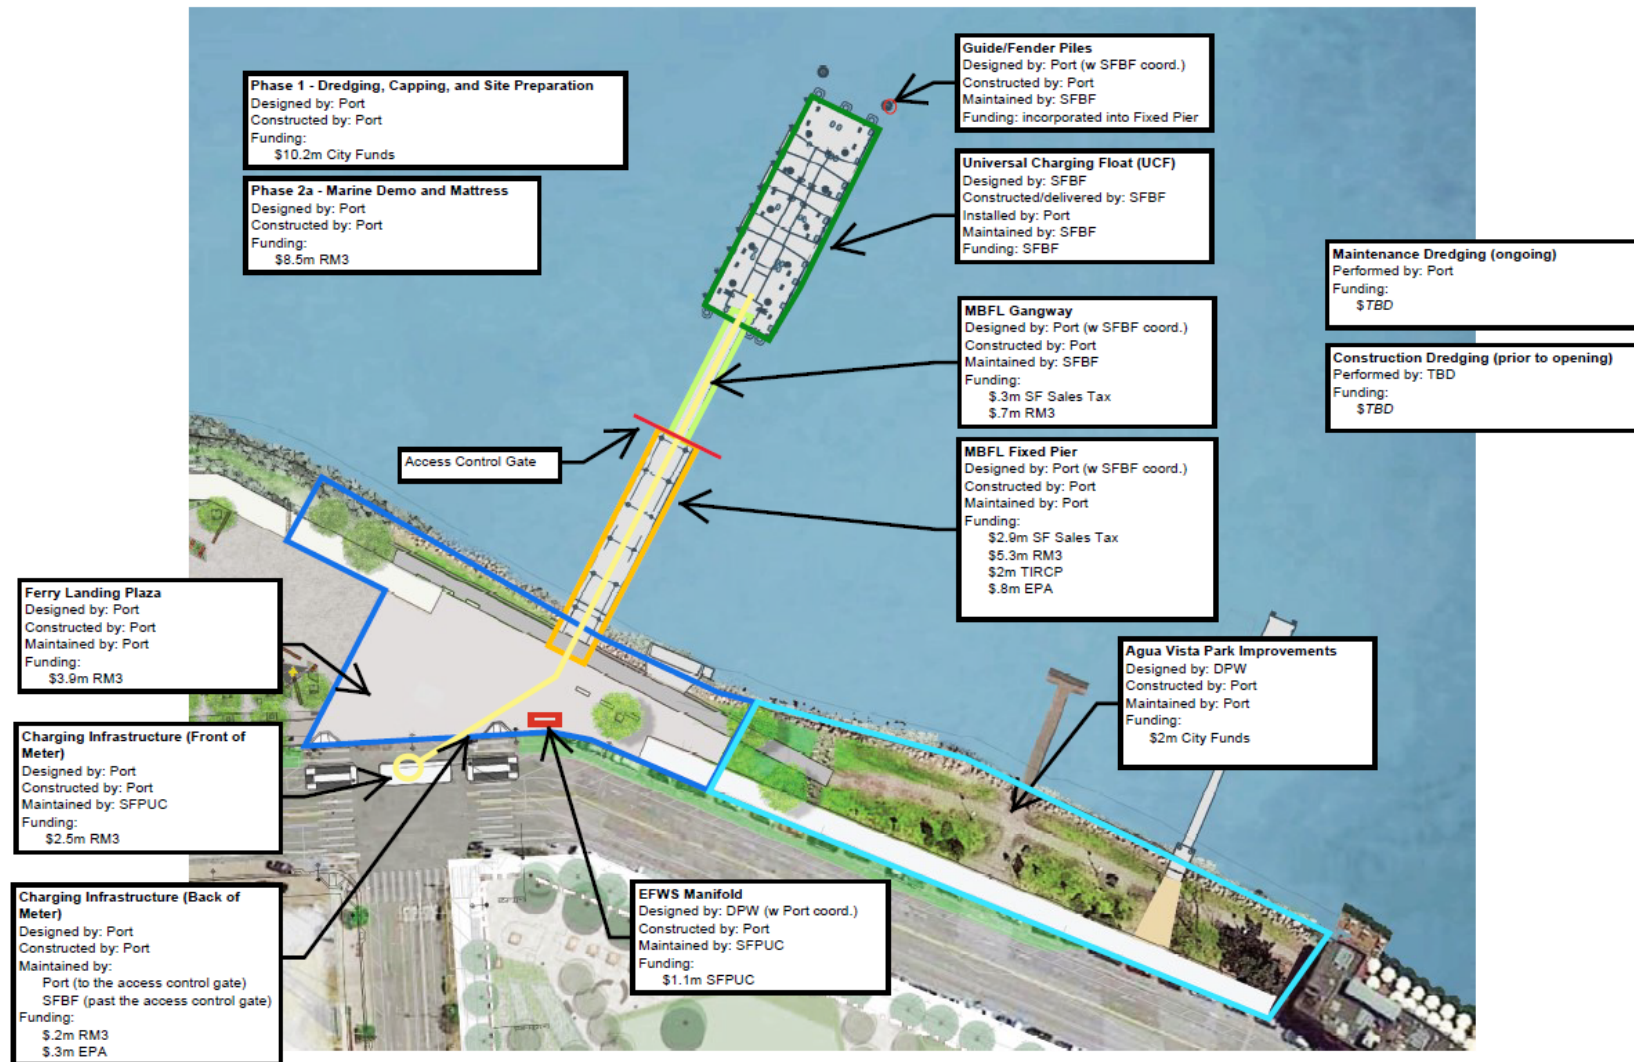 Phase 1 - Dredging, Capping, and Site Preparation
Designed by: Port
Constructed by: Port
Funding:
$10.2m City Funds
Phase 2a - Marine Demo and Mattress
Designed by: Port
Constructed by: Port
Funding:
$8.5m RM3
Guide/Fender Piles
Designed by: Port (w SFBF coord.)
Constructed by: Port
Maintained by: SFBF
Funding: incorporated into Fixed Pier
Universal Charging Float (UCF)
Designed by: SFBF
Constructed/delivered by: SFBF
Installed by: Port
Maintained by: SFBF
Funding: SFBF
Maintenance Dredging (ongoing)
Performed by: Port
Funding:
$TBD
Construction Dredging (prior to opening)
Performed by: TBD
Funding:
$TBD
MBFL Gangway
Designed by: Port (w SFBF coord.)
Constructed by: Port
Maintained by: SFBF
Funding:
$.3m SF Sales Tax
$.7m RM3
Access Control Gate
MBFL Fixed Pier
Designed by: Port (w SFBF coord.)
Constructed by: Port
Maintained by: Port
Funding:
$2.9m SF Sales Tax
$5.3m RM3
$2m TIRCP
$.8m EPA
Ferry Landing Plaza
Designed by: Port
Constructed by: Port
Maintained by: Port
Funding:
$3.9m RM3
Agua Vista Park Improvements
Designed by: DPW
Constructed by: Port
Maintained by: Port
Funding:
$2m City Funds
Charging Infrastructure (Front of
Meter)
Designed by: Port
Constructed by: Port
Maintained by: SFPUC
Funding:
$2.5m RM3
Charging Infrastructure (Back of
Meter)
Designed by: Port
Constructed by: Port
Maintained by:
Port (to the access control gate)
SFBF (past the access control gate)
Funding:
$.2m RM3
$.3m EPA
EFWS Manifold
Designed by: DPW (w Port coord.)
Constructed by: Port
Maintained by: SFPUC
Funding:
$1.1m SFPUC